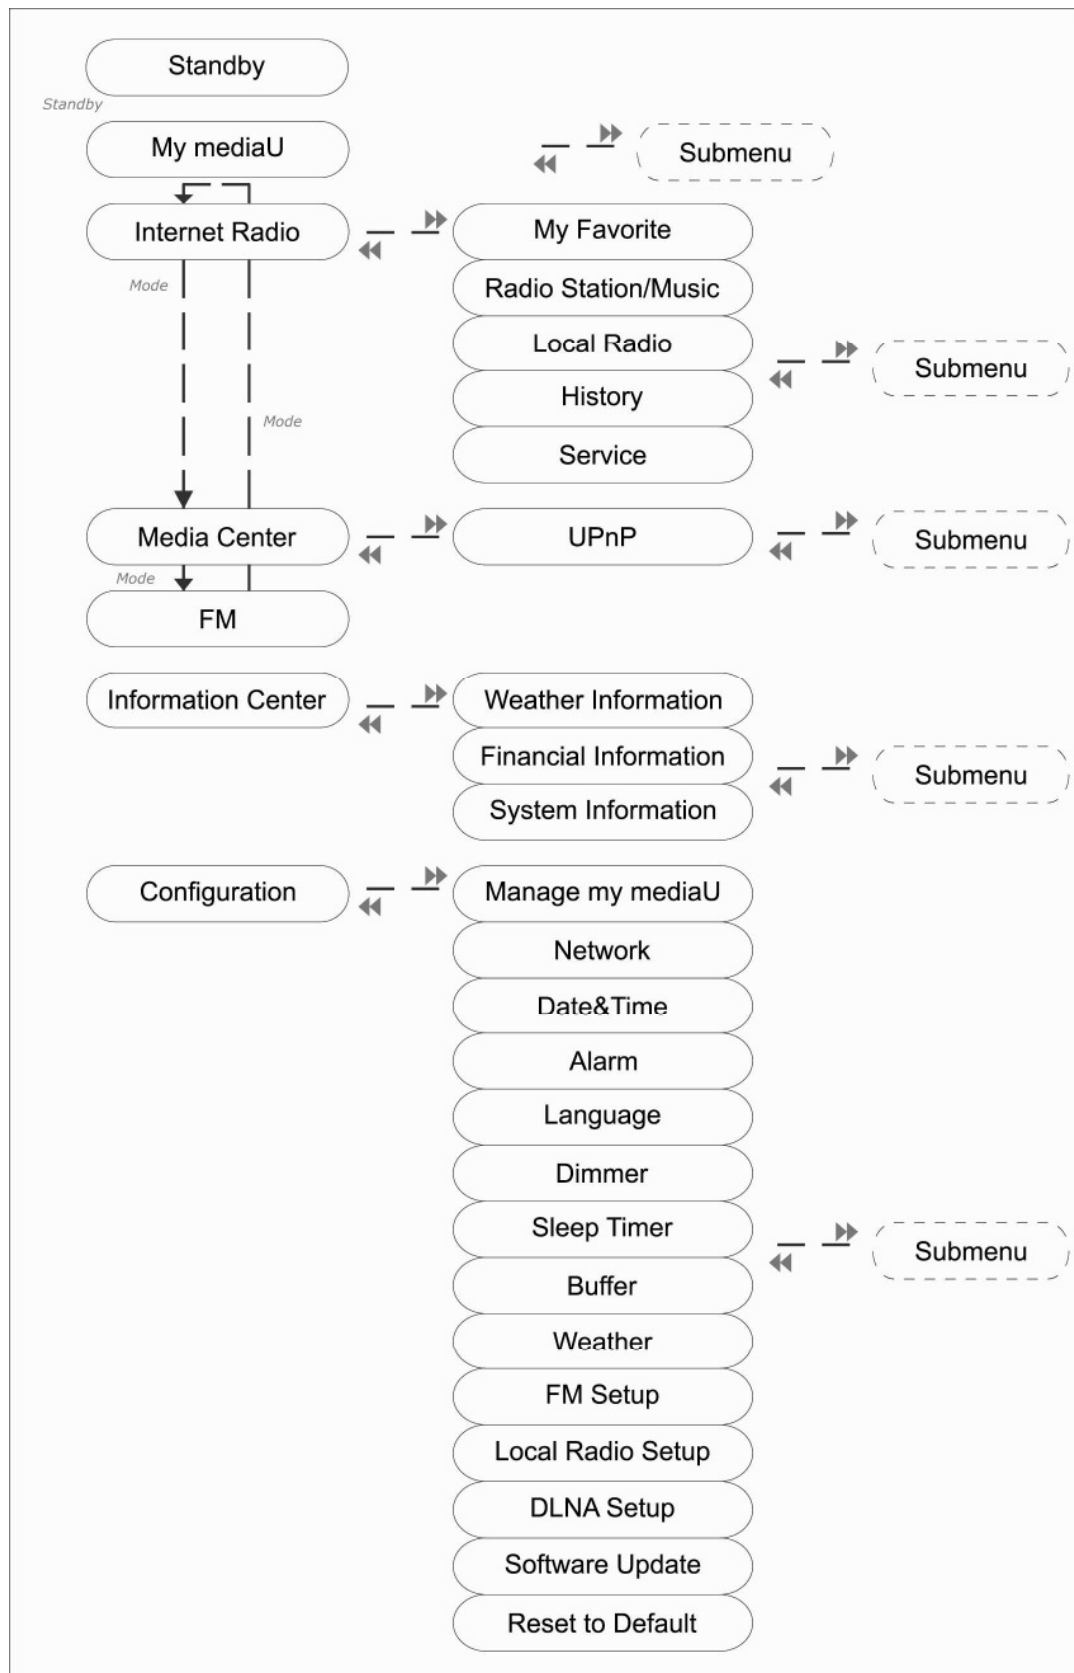 Standby
Standby
My mediaU
Submenu
Internet Radio
My Favorite
Mode
Radio Station/Music
Local Radio
Submenu
History
Mode
Service
Media Center
UPnP
Submenu
Mode
FM
Information Center
Weather Information
Financial Information
Submenu
System Information
Configuration
Manage my mediaU
Network
Date&Time
Alarm
Language
Dimmer
Sleep Timer
Submenu
Buffer
Weather
FM Setup
Local Radio Setup
DLNA Setup
Software Update
Reset to Default